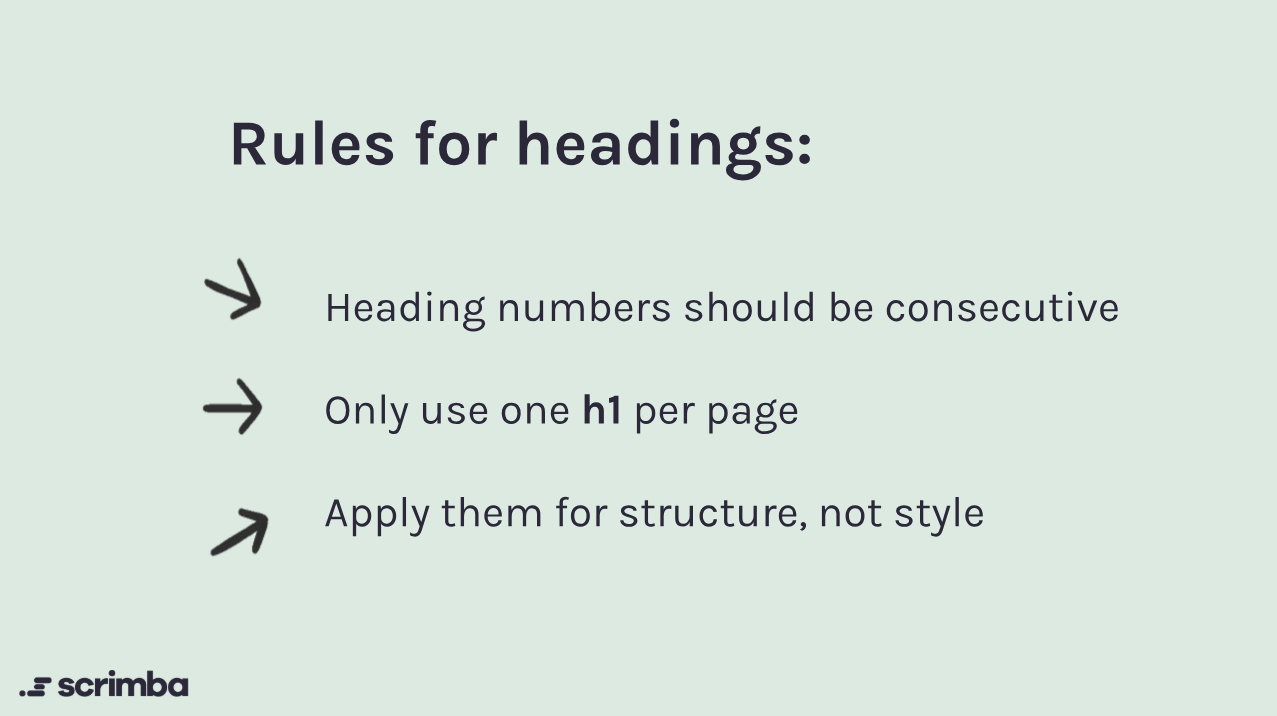 Rules for headings:
Heading numbers should be consecutive
Only use one h1 per page
Apply them for structure, not style
scrimba